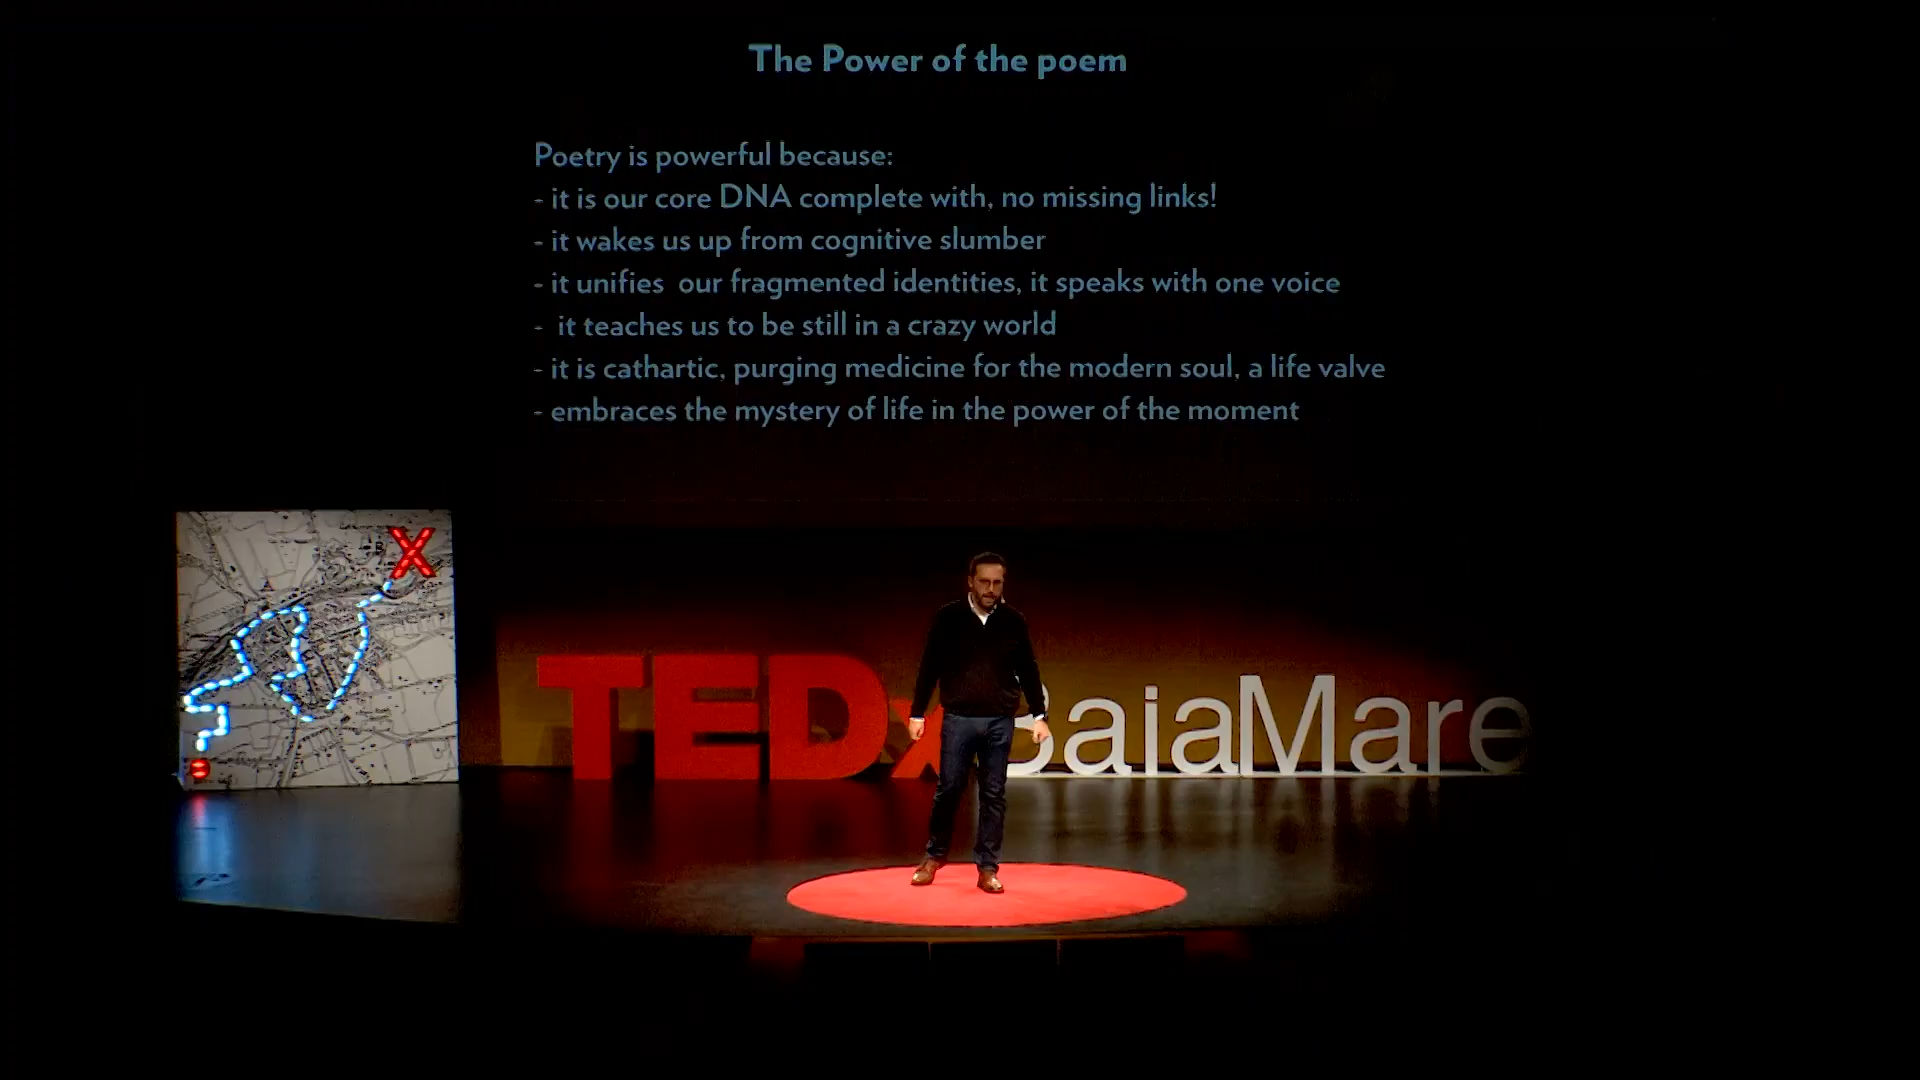 The Power of the poem
Poetry is powerful because:
- it is our core DNA complete with, no missing links!
- it wakes us up from cognitive slumber
- it unifies  our fragmented identities, it speaks with one voice
-  it teaches us to be still in a crazy world
- it is cathartic, purging medicine for the modern soul, a life valve
- embraces the mystery of life in the power of the moment
X
TEDxBaiaMare